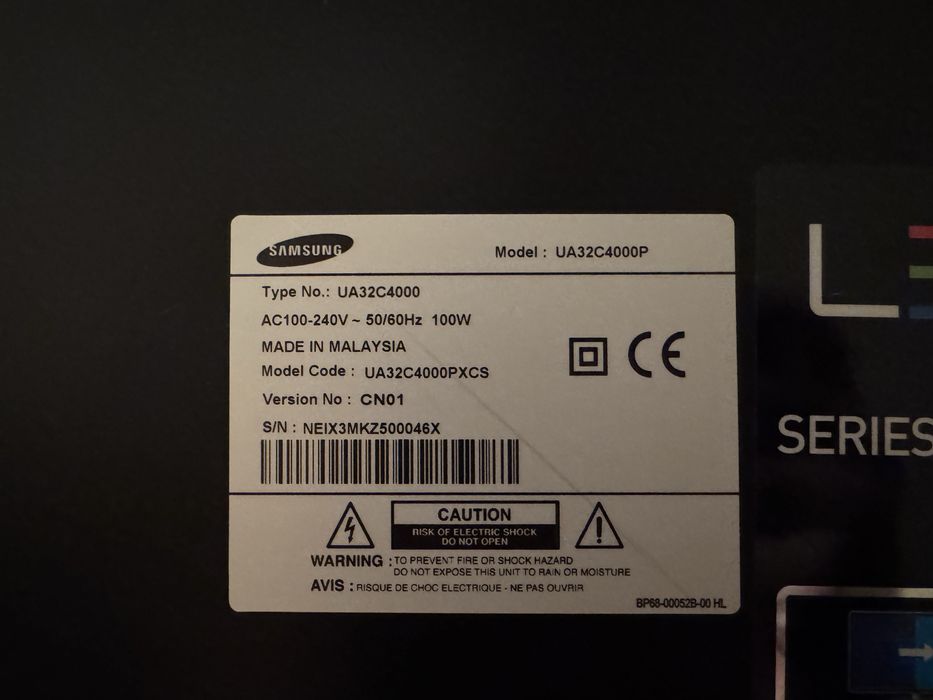 SAMSUNG Model : UA32C4000P
Type No.: UA32C4000
AC100-240V ~ 50/60Hz 100W
MADE IN MALAYSIA
Model Code : UA32C4000PXCS
Version No : CN01
S/N : NEIX3MKZ500046X
CE
CAUTION
RISK OF ELECTRIC SHOCK
DO NOT OPEN
WARNING : TO PREVENT FIRE OR SHOCK HAZARD
DO NOT EXPOSE THIS UNIT TO RAIN OR MOISTURE
AVIS : RISQUE DE CHOC ELECTRIQUE - NE PAS OUVRIR
BP68-00052B-00 HL
LE
SERIES